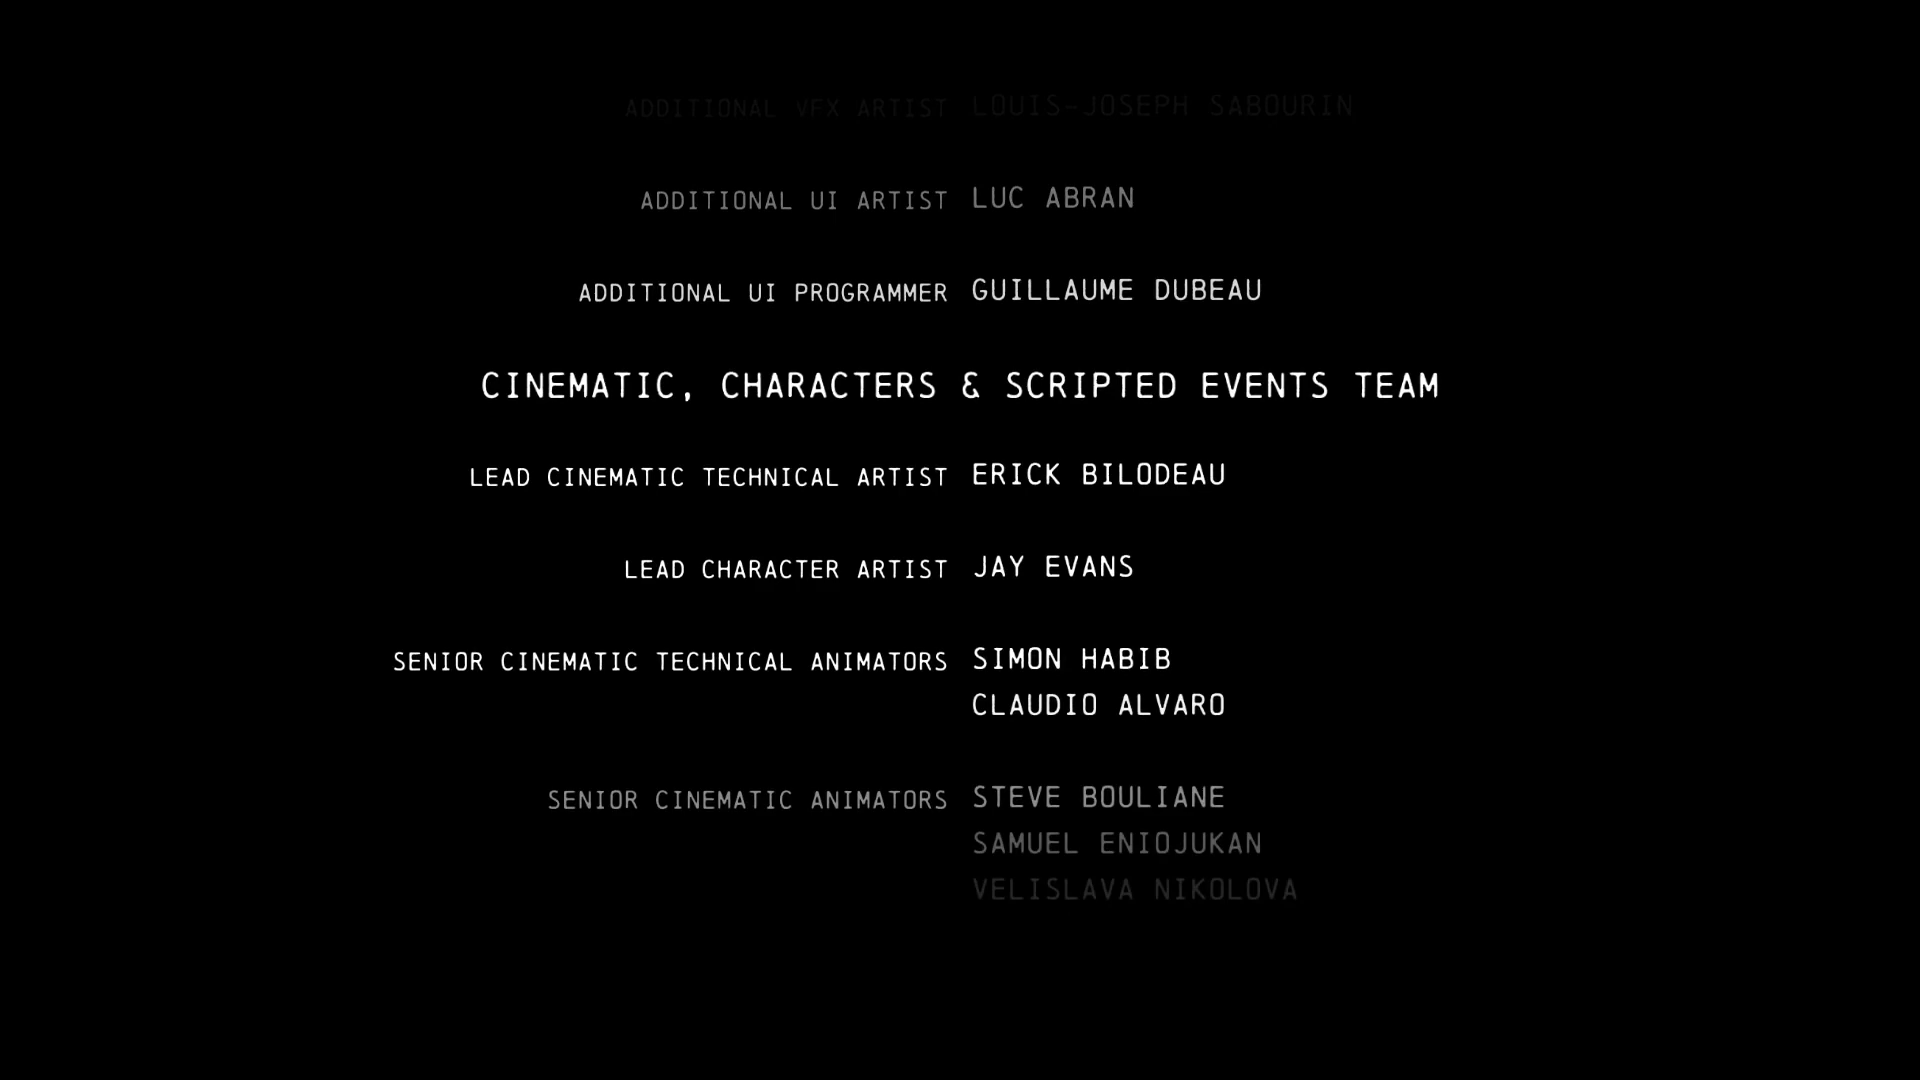 ADDITIONAL VFX ARTIST LOUIS-JOSEPH SABOURIN
ADDITIONAL UI ARTIST LUC ABRAN
ADDITIONAL UI PROGRAMMER GUILLAUME DUBEAU
CINEMATIC, CHARACTERS & SCRIPTED EVENTS TEAM
LEAD CINEMATIC TECHNICAL ARTIST ERICK BILODEAU
LEAD CHARACTER ARTIST JAY EVANS
SENIOR CINEMATIC TECHNICAL ANIMATORS SIMON HABIB
CLAUDIO ALVARO
SENIOR CINEMATIC ANIMATORS STEVE BOULIANE
SAMUEL ENIOJUKAN
VELISLAVA NIKOLOVA